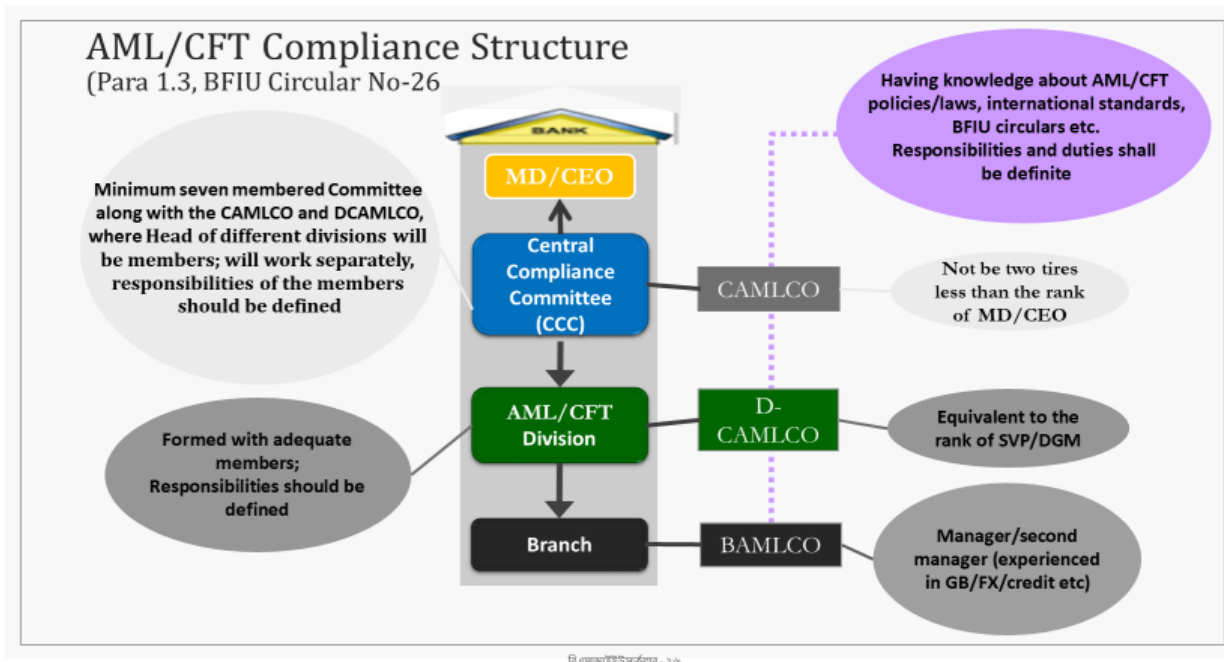 AML/CFT Compliance Structure
(Para 1.3, BFIU Circular No-26
BANK
MD/CEO
Having knowledge about AML/CFT
policies/laws, international standards,
BFIU circulars etc.
Responsibilities and duties shall
be definite
Minimum seven membered Committee
along with the CAMLCO and DCAMLCO,
where Head of different divisions will
be members; will work separately,
responsibilities of the members
should be defined
Central
Compliance
Committee
(CCC)
CAMLCO
Not be two tires
less than the rank
of MD/CEO
Formed with adequate
members;
Responsibilities should be
defined
AML/CFT
Division
D-
CAMLCO
Equivalent to the
rank of SVP/DGM
Branch
BAMLCO
Manager/second
manager (experienced
in GB/FX/credit etc)